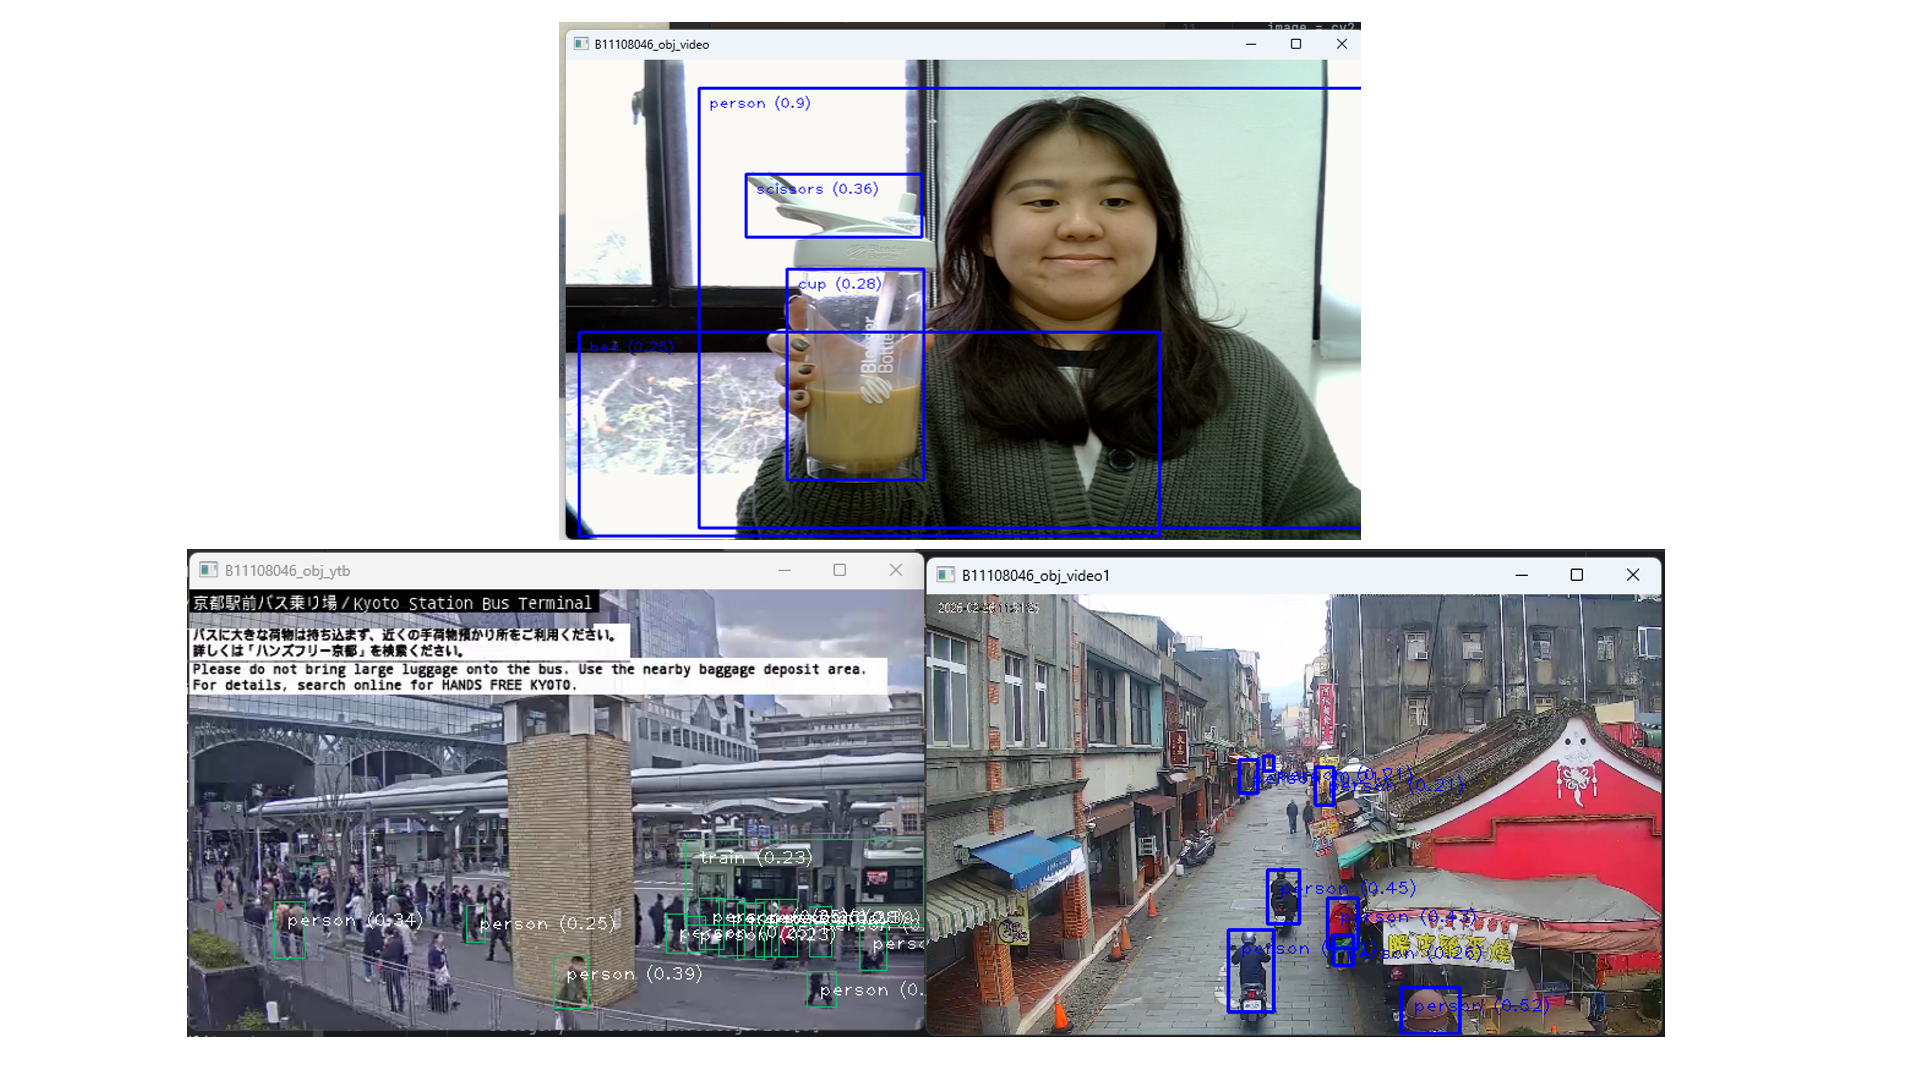 image = cv2
B11108046_obj_video
person (0.9)
scissors (0.36)
cup (0.28)
bed (0.25)
Blender Bottle
B11108046_obj_ytb
京都駅前バス乗り場/Kyoto Station Bus Terminal
バスに大きな荷物は持ち込まず、近くの手荷物預かり所をご利用ください。
詳しくは「ハンズフリー京都」を検索ください。
Please do not bring large luggage onto the bus. Use the nearby baggage deposit area.
For details, search online for HANDS FREE KYOTO.
train (0.23)
person (0.34)
person (0.25)
person (0.23)
person (0.39)
person (0.
B11108046_obj_video1
person (0.21)
person (0.21)
person (0.45)
person (0.43)
person
person (0.26)
person (0.52)